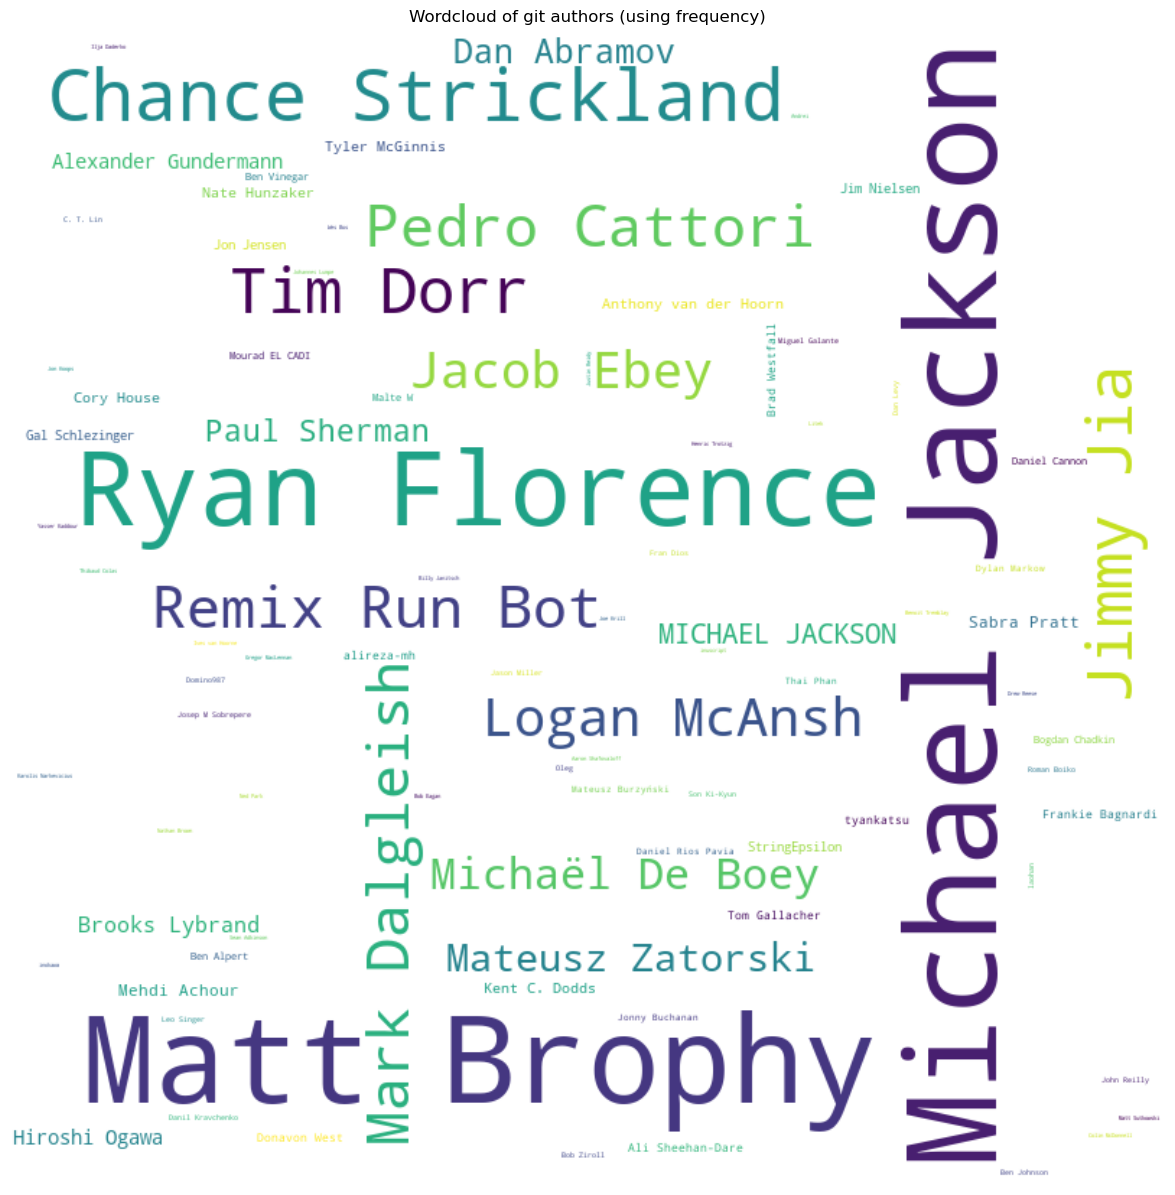 Wordcloud of git authors (using frequency)
Dan Abramov
Chance Strickland
Tyler McGinnis
Alexander Gundermann
Ben Vinegar
Nate Hunzaker
Jim Nielsen
C. T. Lin
Pedro Cattori
Jon Jensen
Tim Dorr
Anthony van der Hoorn
Miguel Galante
Mourad EL CADI
Jacob Ebey
Brad Westfall
Dan Levy
Cory House
Malte W
Paul Sherman
Gal Schlezinger
Michael Jackson
Jimmy Jia
Daniel Cannon
Ryan Florence
Fran Dios
Dylan Markow
Remix Run Bot
Sabra Pratt
MICHAEL JACKSON
alireza-mh
Jason Miller
Domino987
Thai Phan
Josep M Sobrepere
Logan McAnsh
Bogdan Chadkin
Oleg
Roman Boiko
Mateusz Burzyński
Son Ki-Kyun
Mark Dalgleish
Frankie Bagnardi
tyankatsu
StringEpsilon
Daniel Rios Pavia
Michaël De Boey
Tom Gallacher
Brooks Lybrand
Ben Alpert
Mateusz Zatorski
Mehdi Achour
Kent C. Dodds
Leo Singer
Jonny Buchanan
Matt Brophy
John Reilly
Danil Kravchenko
Hiroshi Ogawa
Donavon West
Ali Sheehan-Dare
Bob Ziroll
Ben Johnson